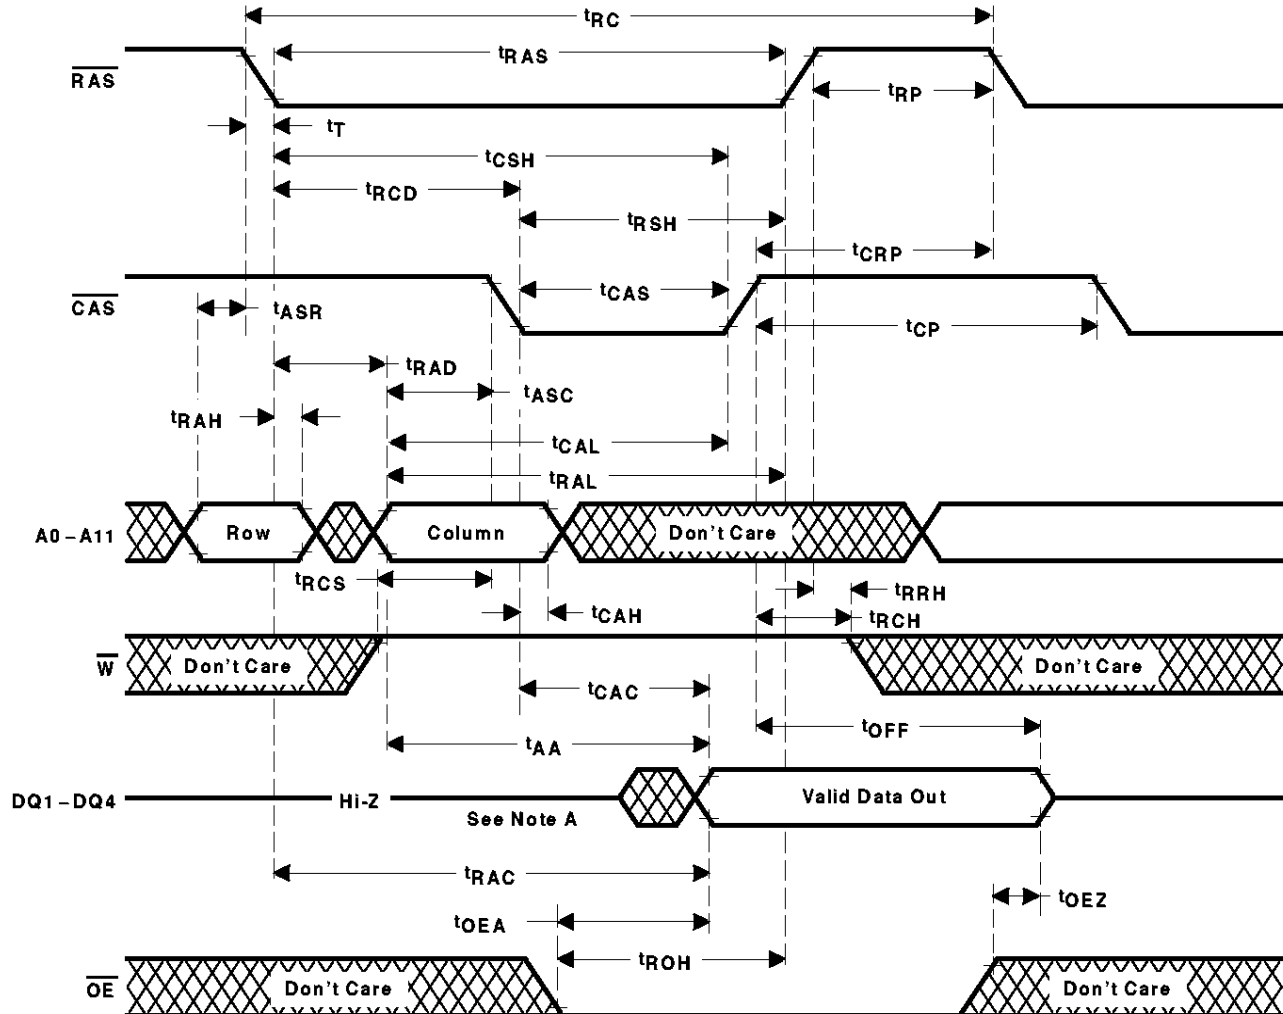 tRC
tRAS
RAS
tRP
tT
tCSH
tRCD
tRSH
tCRP
CAS
tCAS
tASR
tCP
tRAD
tASC
tRAH
tCAL
tRAL
A0–A11
Row
Column
Don't Care
tRCS
tRRH
tCAH
tRCH
W
Don't Care
Don't Care
tCAC
tOFF
tAA
DQ1–DQ4
Hi-Z
Valid Data Out
See Note A
tRAC
tOEZ
tOEA
tROH
OE
Don't Care
Don't Care